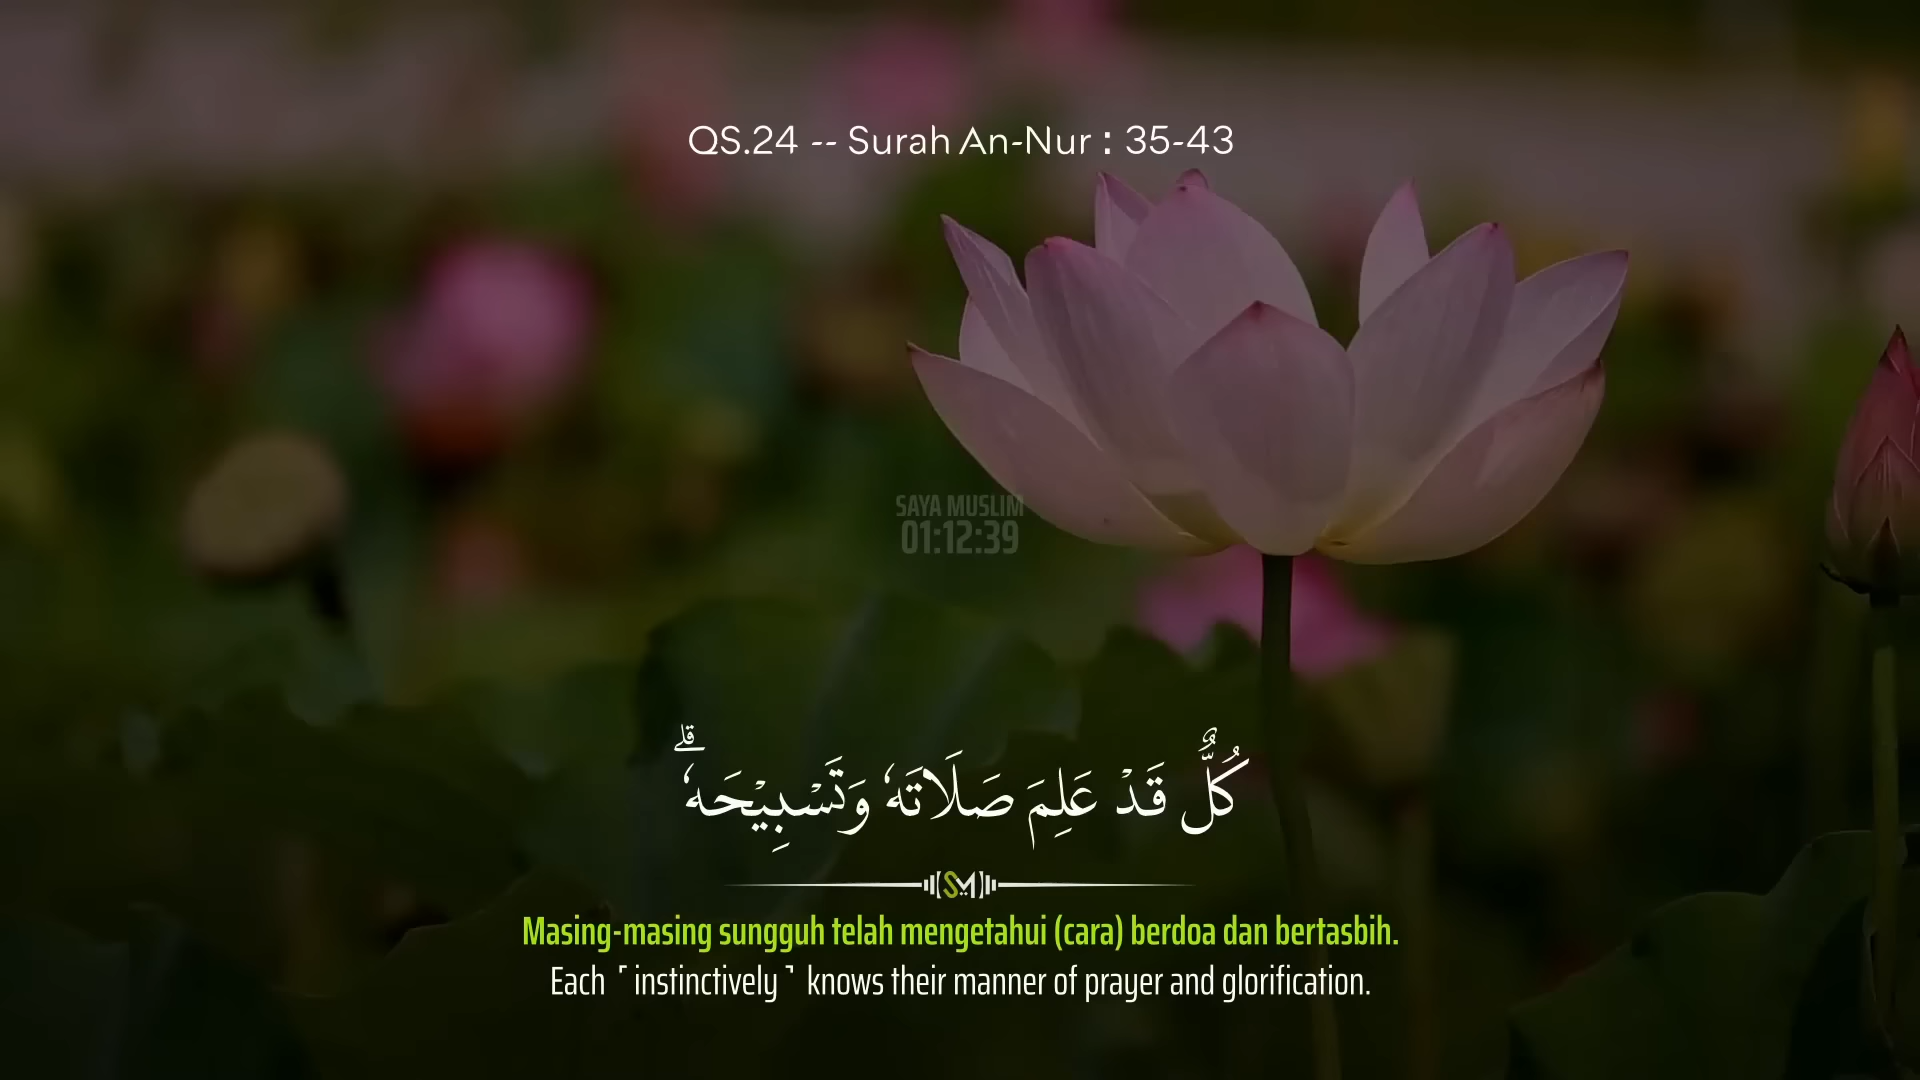 QS.24 -- Surah An-Nur : 35-43
SAYA MUSLIM
01:12:39
كُلٌّ قَدْ عَلِمَ صَلَاتَهٗ وَتَسْبِيْحَهٗۗ
SM
Masing-masing sungguh telah mengetahui (cara) berdoa dan bertasbih.
Each ˹instinctively˺ knows their manner of prayer and glorification.